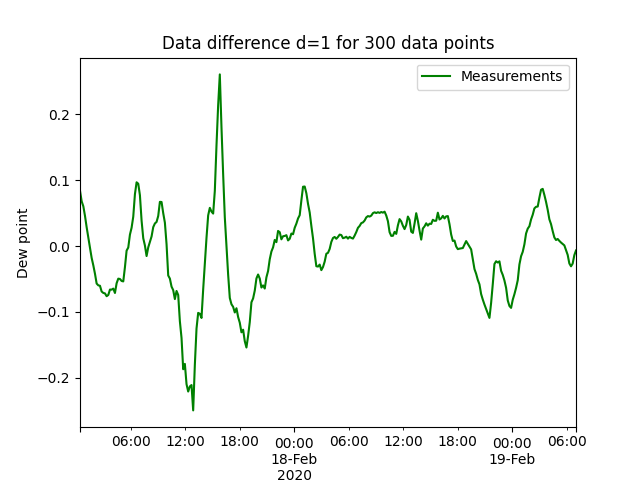 Data difference d=1 for 300 data points
Measurements
Dew point
0.2
0.1
0.0
−0.1
−0.2
06:00 12:00 18:00 00:00 06:00 12:00 18:00 00:00 06:00
18-Feb 19-Feb
2020